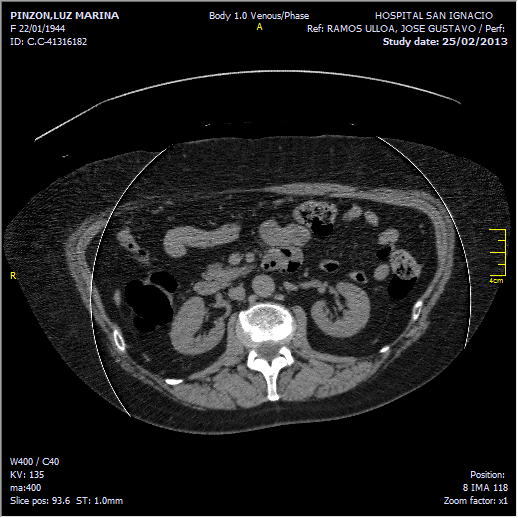 PINZON,LUZ MARINA
F 22/01/1944
ID: C.C-41316182
Body 1.0 Venous/Phase
A
HOSPITAL SAN IGNACIO
Ref: RAMOS ULLOA, JOSE GUSTAVO / Perf:
Study date: 25/02/2013
R
4cm
W400 / C40
KV: 135
ma:400
Slice pos: 93.6 ST: 1.0mm
Position:
8 IMA 118
Zoom factor: x1